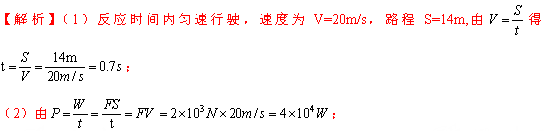 【解析】(1)反应时间内匀速行驶，速度为 V=20m/s，路程 S=14m,由 V=S/t 得
t=S/V=14m/20m/s=0.7s；
(2)由 P=W/t=FS/t=FV=2×10³N×20m/s=4×10⁴W；